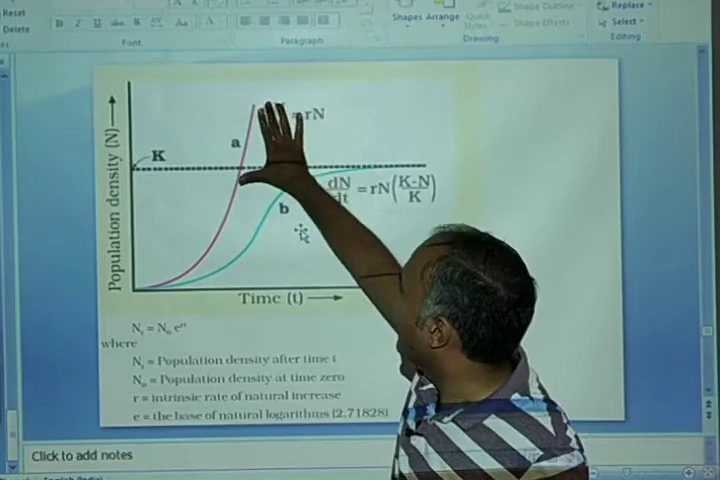 Reset
Shapes Arrange Quick Styles
Shape Outline
Shape Effects
Replace
Select
Delete
Font
Paragraph
Drawing
Editing
= rN
a
K
dN = rN(K-N)
dt K
b
Population density (N)
Time (t)
Nt = N0 ert
where
Nt = Population density after time t
N0 = Population density at time zero
r = intrinsic rate of natural increase
e = the base of natural logarithms (2.71828)
Click to add notes
English (India)